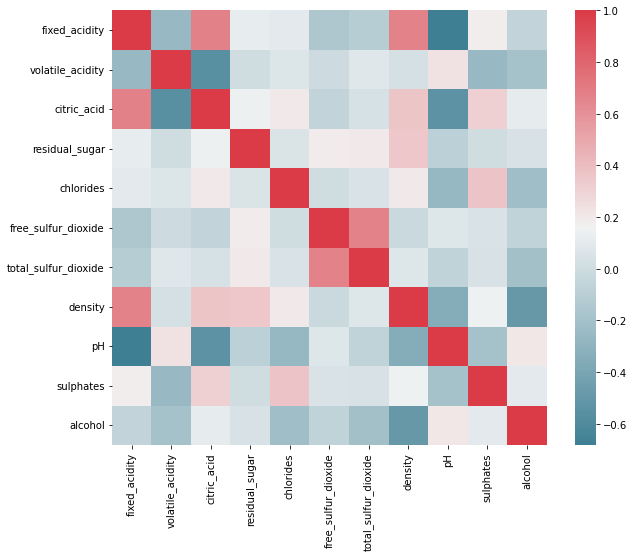 fixed_acidity
volatile_acidity
citric_acid
residual_sugar
chlorides
free_sulfur_dioxide
total_sulfur_dioxide
density
pH
sulphates
alcohol
fixed_acidity
volatile_acidity
citric_acid
residual_sugar
chlorides
free_sulfur_dioxide
total_sulfur_dioxide
density
pH
sulphates
alcohol
1.0
0.8
0.6
0.4
0.2
0.0
−0.2
−0.4
−0.6